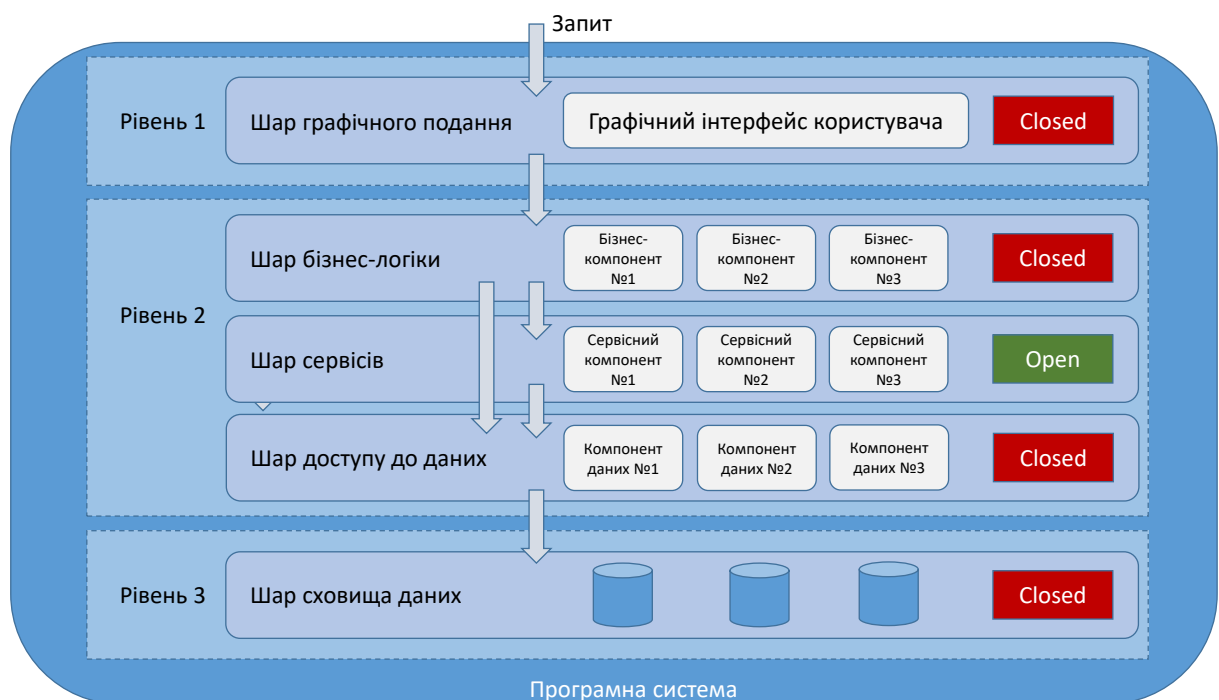 Запит
Рівень 1
Шар графічного подання
Графічний інтерфейс користувача
Closed
Рівень 2
Шар бізнес-логіки
Бізнес-
компонент
№1
Бізнес-
компонент
№2
Бізнес-
компонент
№3
Closed
Шар сервісів
Сервісний
компонент
№1
Сервісний
компонент
№2
Сервісний
компонент
№3
Open
Шар доступу до даних
Компонент
даних №1
Компонент
даних №2
Компонент
даних №3
Closed
Рівень 3
Шар сховища даних
Closed
Програмна система